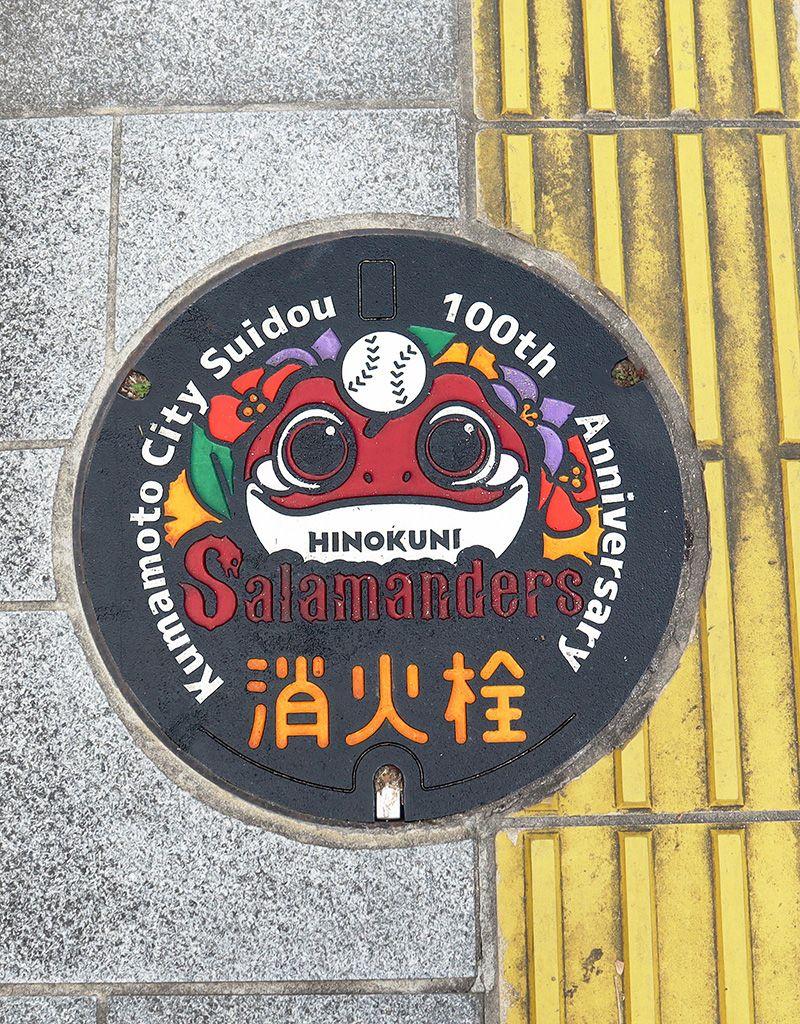 Kumamoto City Suidou
100th Anniversary
HINOKUNI
Salamanders
消火栓